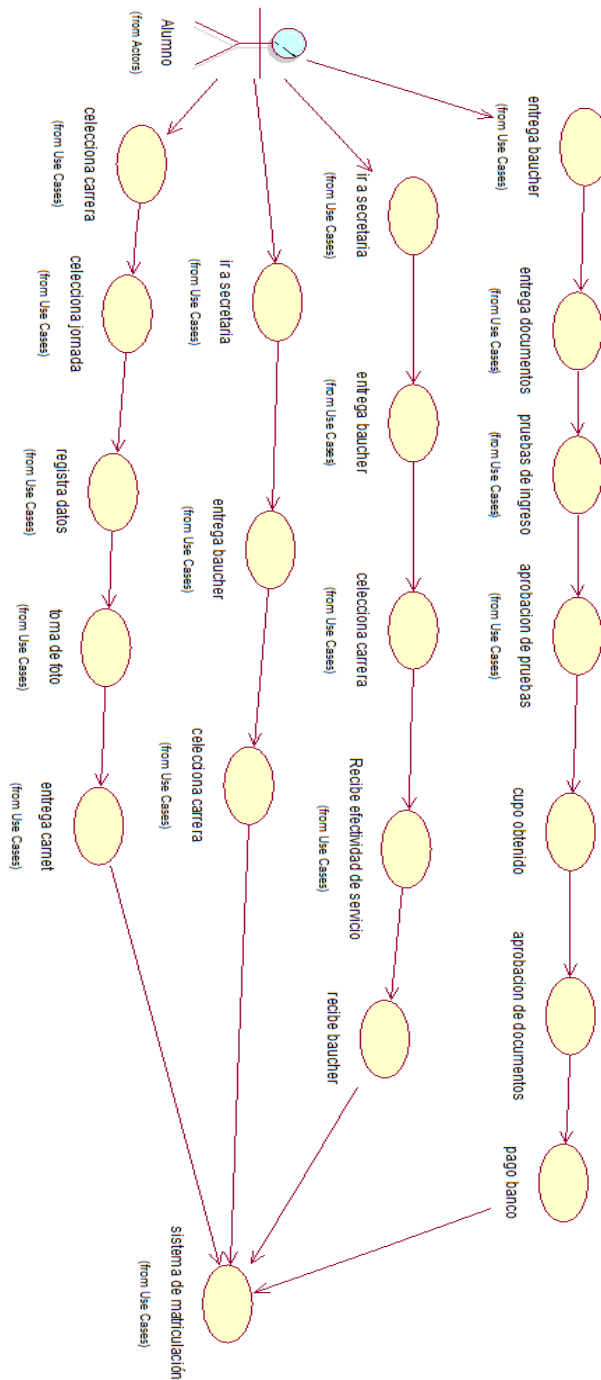 Alumno
(from Actors)
entrega baucher
(from Use Cases)
entrega documentos
(from Use Cases)
pruebas de ingreso
(from Use Cases)
aprobacion de pruebas
(from Use Cases)
cupo obtenido
aprobacion de documentos
pago banco
ir a secretaria
(from Use Cases)
entrega baucher
(from Use Cases)
celecciona carrera
(from Use Cases)
Recibe efectividad de servicio
(from Use Cases)
recibe baucher
ir a secretaria
(from Use Cases)
entrega baucher
(from Use Cases)
celecciona carrera
(from Use Cases)
celecciona carrera
(from Use Cases)
celecciona jornada
(from Use Cases)
registra datos
(from Use Cases)
toma de foto
(from Use Cases)
entrega carnet
(from Use Cases)
sistema de matriculación
(from Use Cases)